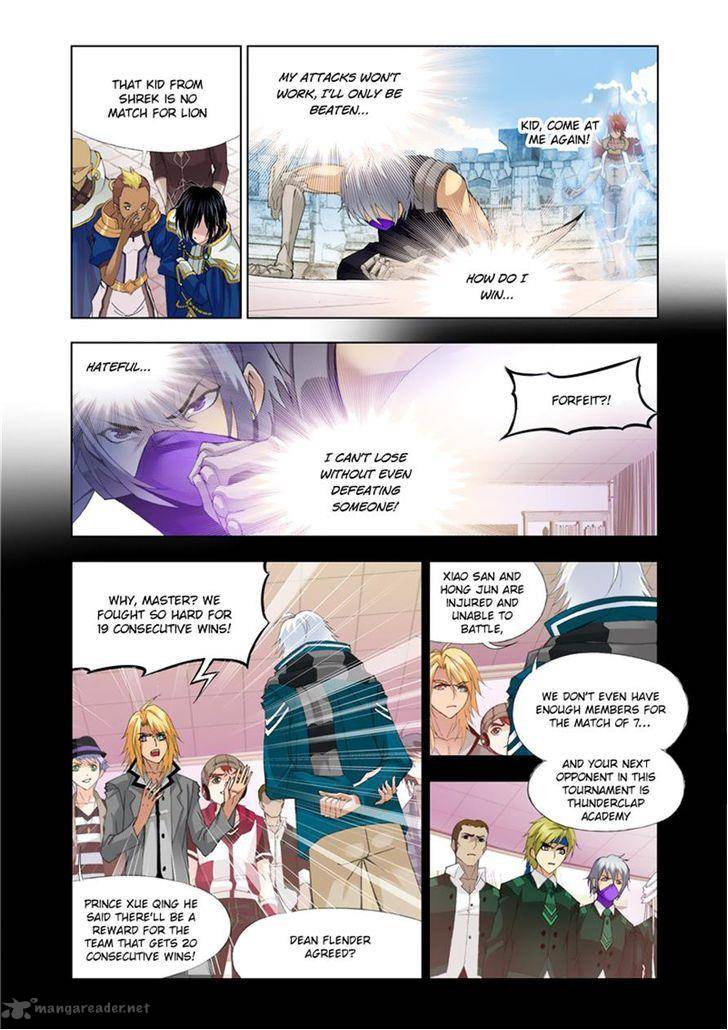 THAT KID FROM
SHREK IS NO
MATCH FOR LION
MY ATTACKS WON'T
WORK, I'LL ONLY BE
BEATEN...
KID, COME AT
ME AGAIN!
HOW DO I
WIN...
HATEFUL...
FORFEIT?!
I CAN'T LOSE
WITHOUT EVEN
DEFEATING
SOMEONE!
WHY, MASTER? WE
FOUGHT SO HARD FOR
19 CONSECUTIVE WINS!
PRINCE XUE QING HE
SAID THERE'LL BE A
REWARD FOR THE
TEAM THAT GETS 20
CONSECUTIVE WINS!
DEAN FLENDER
AGREED?
XIAO SAN AND
HONG JUN ARE
INJURED AND
UNABLE TO
BATTLE,
WE DON'T EVEN HAVE
ENOUGH MEMBERS
FOR THE MATCH OF 7...
AND YOUR NEXT
OPPONENT IN THIS
TOURNAMENT IS
THUNDERCLAP
ACADEMY
mangareader.net